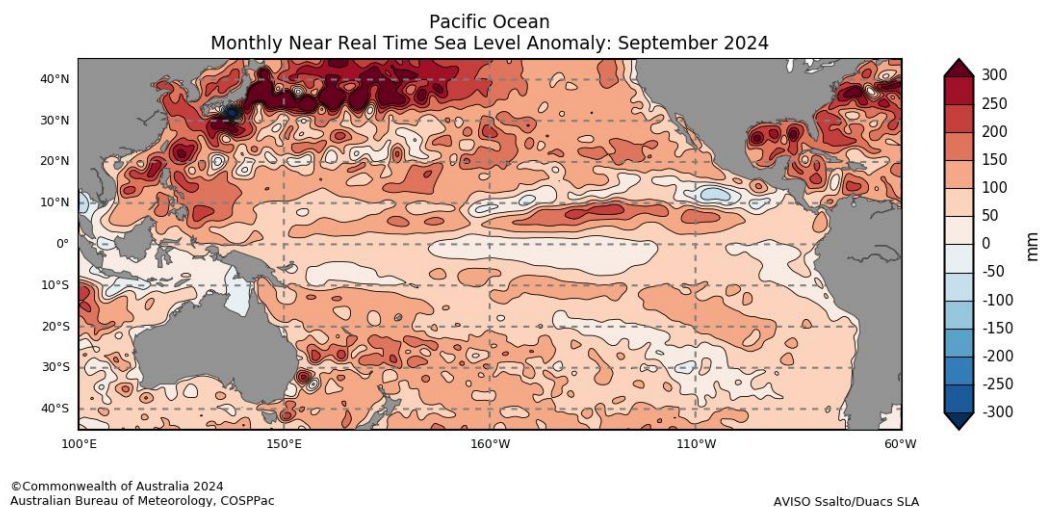 Pacific Ocean
Monthly Near Real Time Sea Level Anomaly: September 2024
40°N
30°N
20°N
10°N
0°
10°S
20°S
30°S
40°S
100°E
150°E
160°W
110°W
60°W
300
250
200
150
100
50
0
-50
-100
-150
-200
-250
-300
mm
©Commonwealth of Australia 2024
Australian Bureau of Meteorology, COSPPac
AVISO Ssalto/Duacs SLA